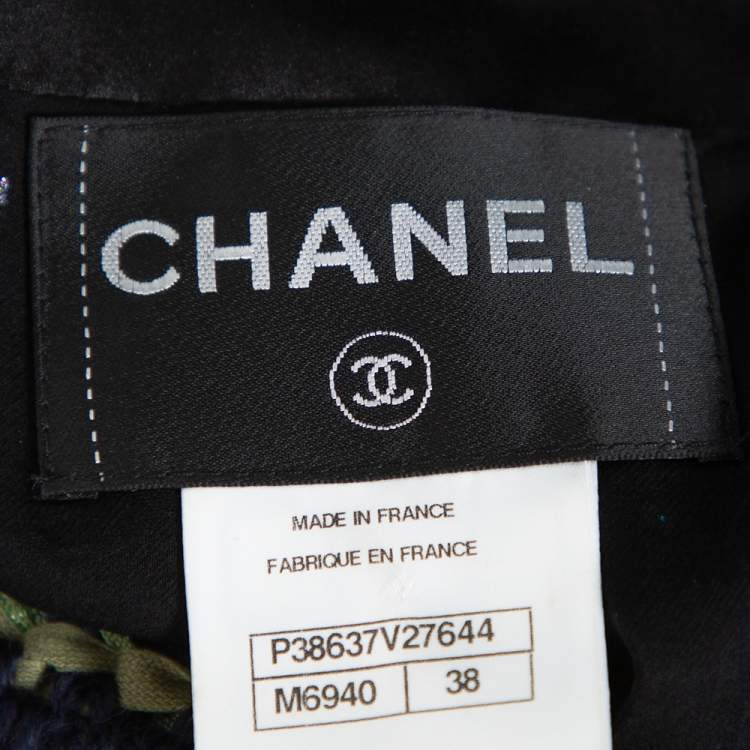 CHANEL
MADE IN FRANCE
FABRIQUE EN FRANCE
P38637V27644
M6940 38